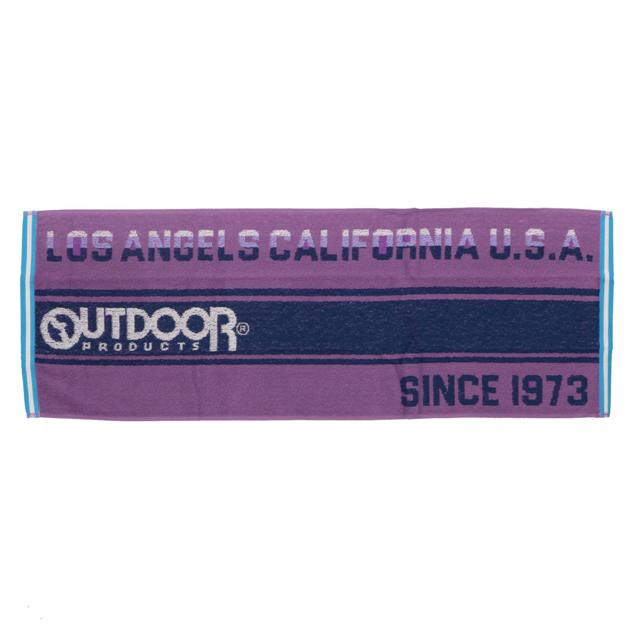 LOS ANGELS CALIFORNIA U.S.A.
OUTDOOR®
PRODUCTS
SINCE 1973